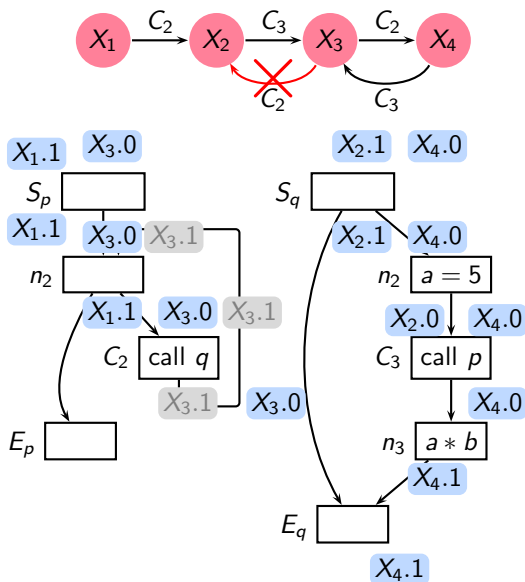 C₂ C₃ C₂
X₁ X₂ X₃ X₄
C₂ C₃
X₁.1 X₃.0 X₂.1 X₄.0
Sₚ S_q
X₁.1 X₃.0 X₃.1 X₂.1 X₄.0
n₂ n₂ a = 5
X₁.1 X₃.0 X₃.1 X₂.0 X₄.0
C₂ call q C₃ call p
X₃.1 X₃.0 X₄.0
Eₚ n₃ a * b
X₄.1
E_q
X₄.1